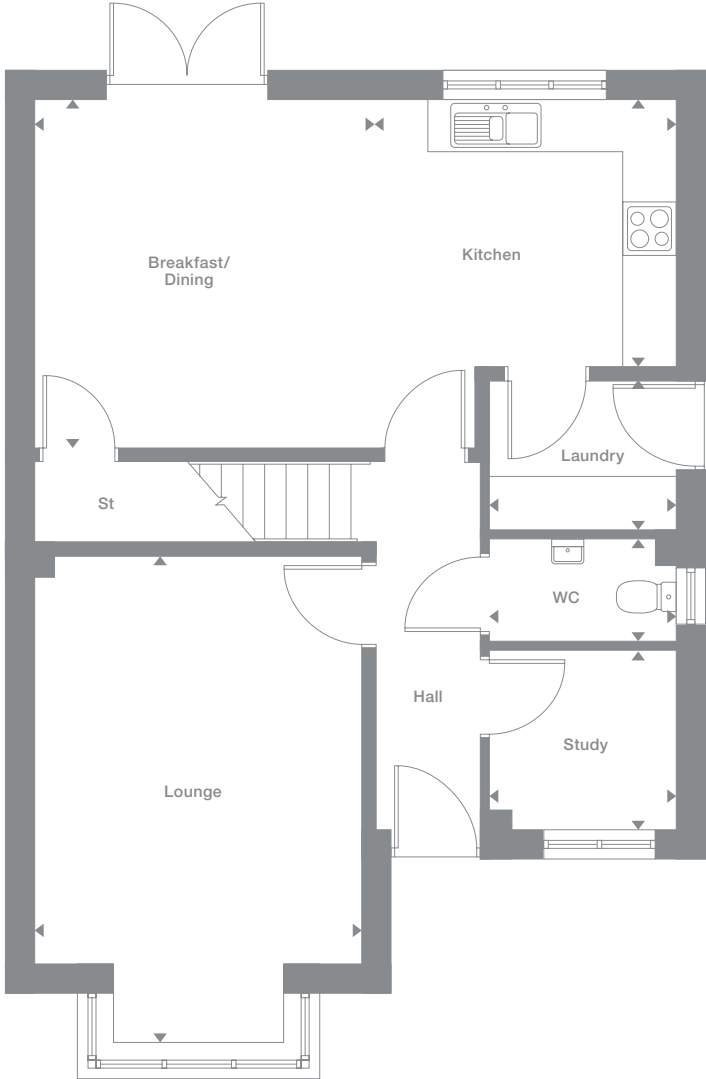 Breakfast/
Dining
Kitchen
Laundry
St
WC
Hall
Study
Lounge